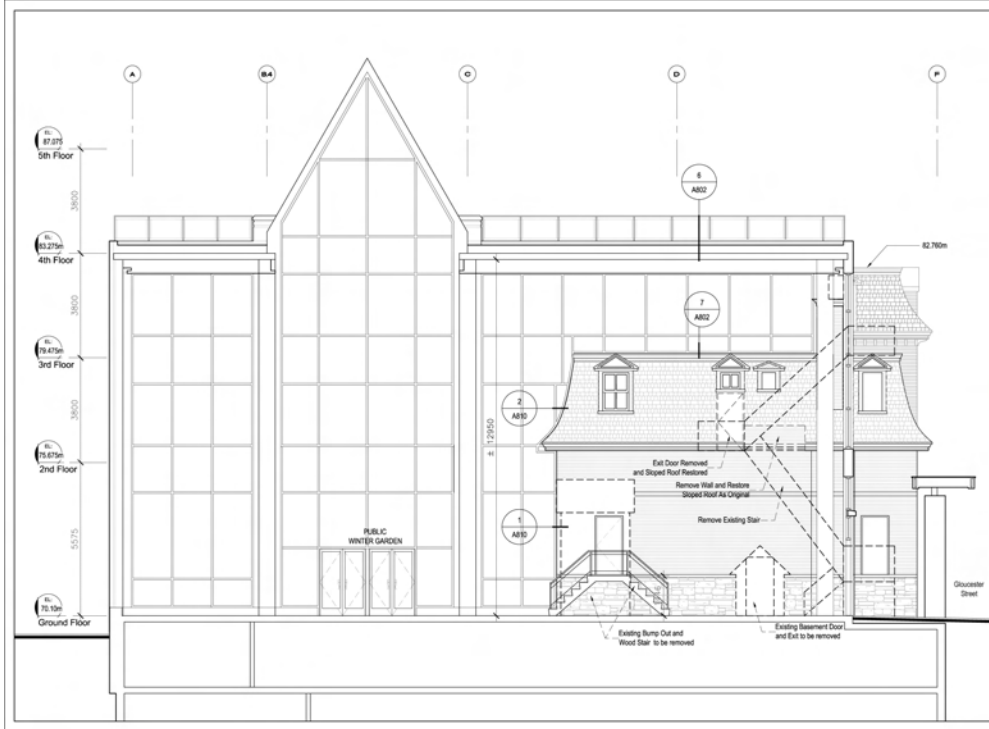 A
B.4
C
D
F
EL:
87.075
5th Floor
3800
6
A802
EL:
83.275m
4th Floor
82.760m
3800
7
A802
EL:
79.475m
3rd Floor
3800
2
A810
± 12950
EL:
75.675m
2nd Floor
Exit Door Removed
and Sloped Roof Restored
Remove Wall and Restore
Sloped Roof As Original
Remove Existing Stair
1
A810
5575
PUBLIC
WINTER GARDEN
Gloucester
Street
EL:
70.10m
Ground Floor
Existing Bump Out and
Wood Stair to be removed
Existing Basement Door
and Exit to be removed